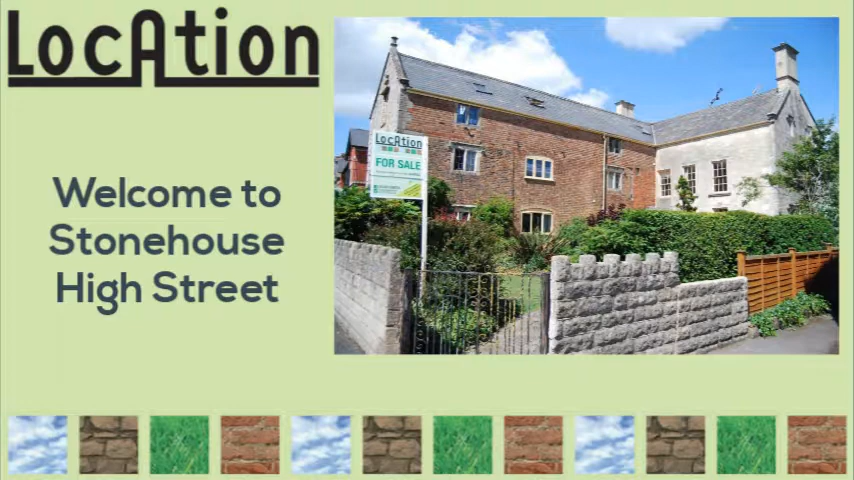 LocAtion
Welcome to
Stonehouse
High Street
LocAtion
FOR SALE